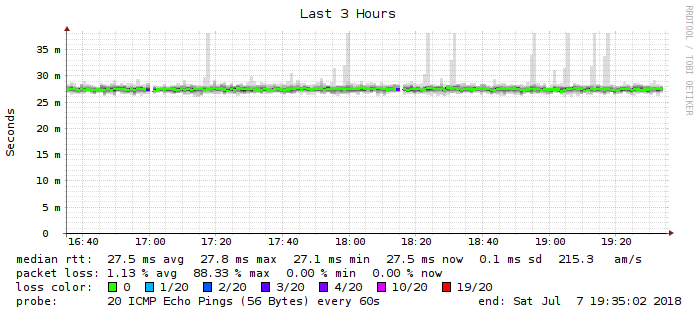 Last 3 Hours
RRDTOOL / TOBI OETIKER
Seconds
35 m
30 m
25 m
20 m
15 m
10 m
5 m
0
16:40 17:00 17:20 17:40 18:00 18:20 18:40 19:00 19:20
median rtt: 27.5 ms avg 27.8 ms max 27.1 ms min 27.5 ms now 0.1 ms sd 215.3 am/s
packet loss: 1.13 % avg 88.33 % max 0.00 % min 0.00 % now
loss color: 0 1/20 2/20 3/20 4/20 10/20 19/20
probe: 20 ICMP Echo Pings (56 Bytes) every 60s end: Sat Jul 7 19:35:02 2018